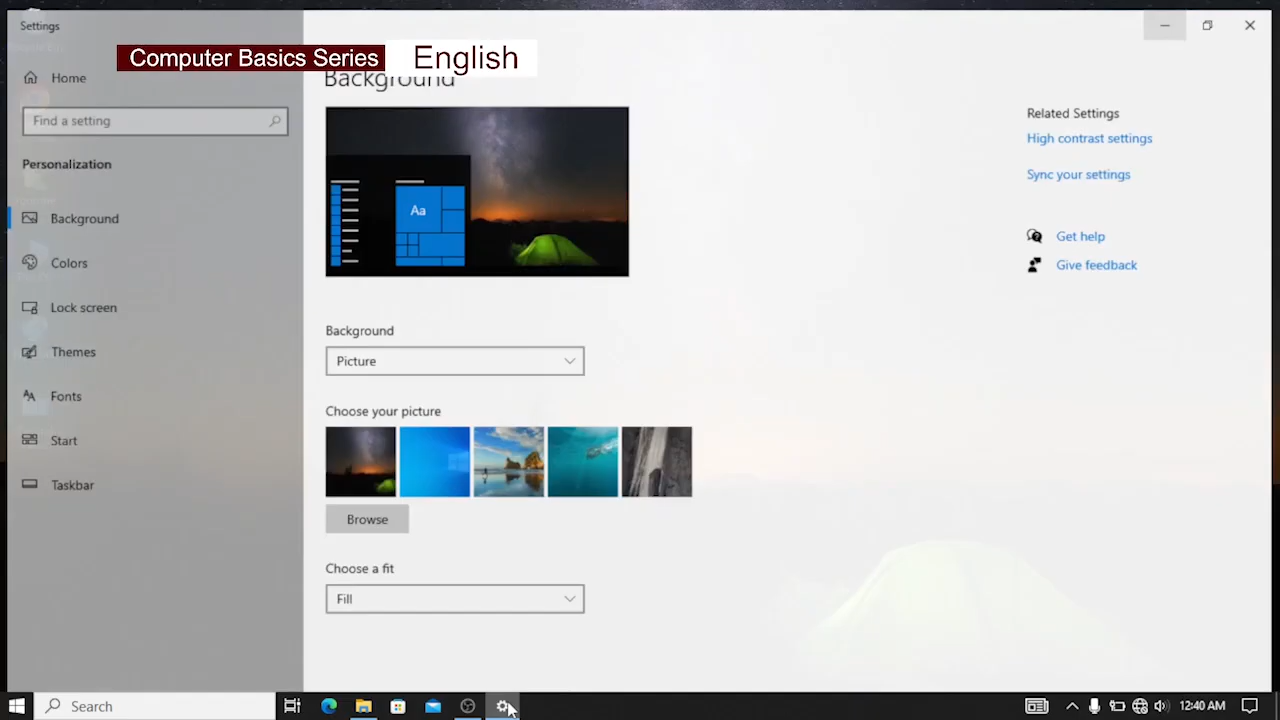 Settings
Computer Basics Series English
Background
Home
Find a setting
Personalization
Background
Colors
Lock screen
Themes
Fonts
Start
Taskbar
Aa
Background
Picture
Choose your picture
Browse
Choose a fit
Fill
Related Settings
High contrast settings
Sync your settings
Get help
Give feedback
Search
12:40 AM